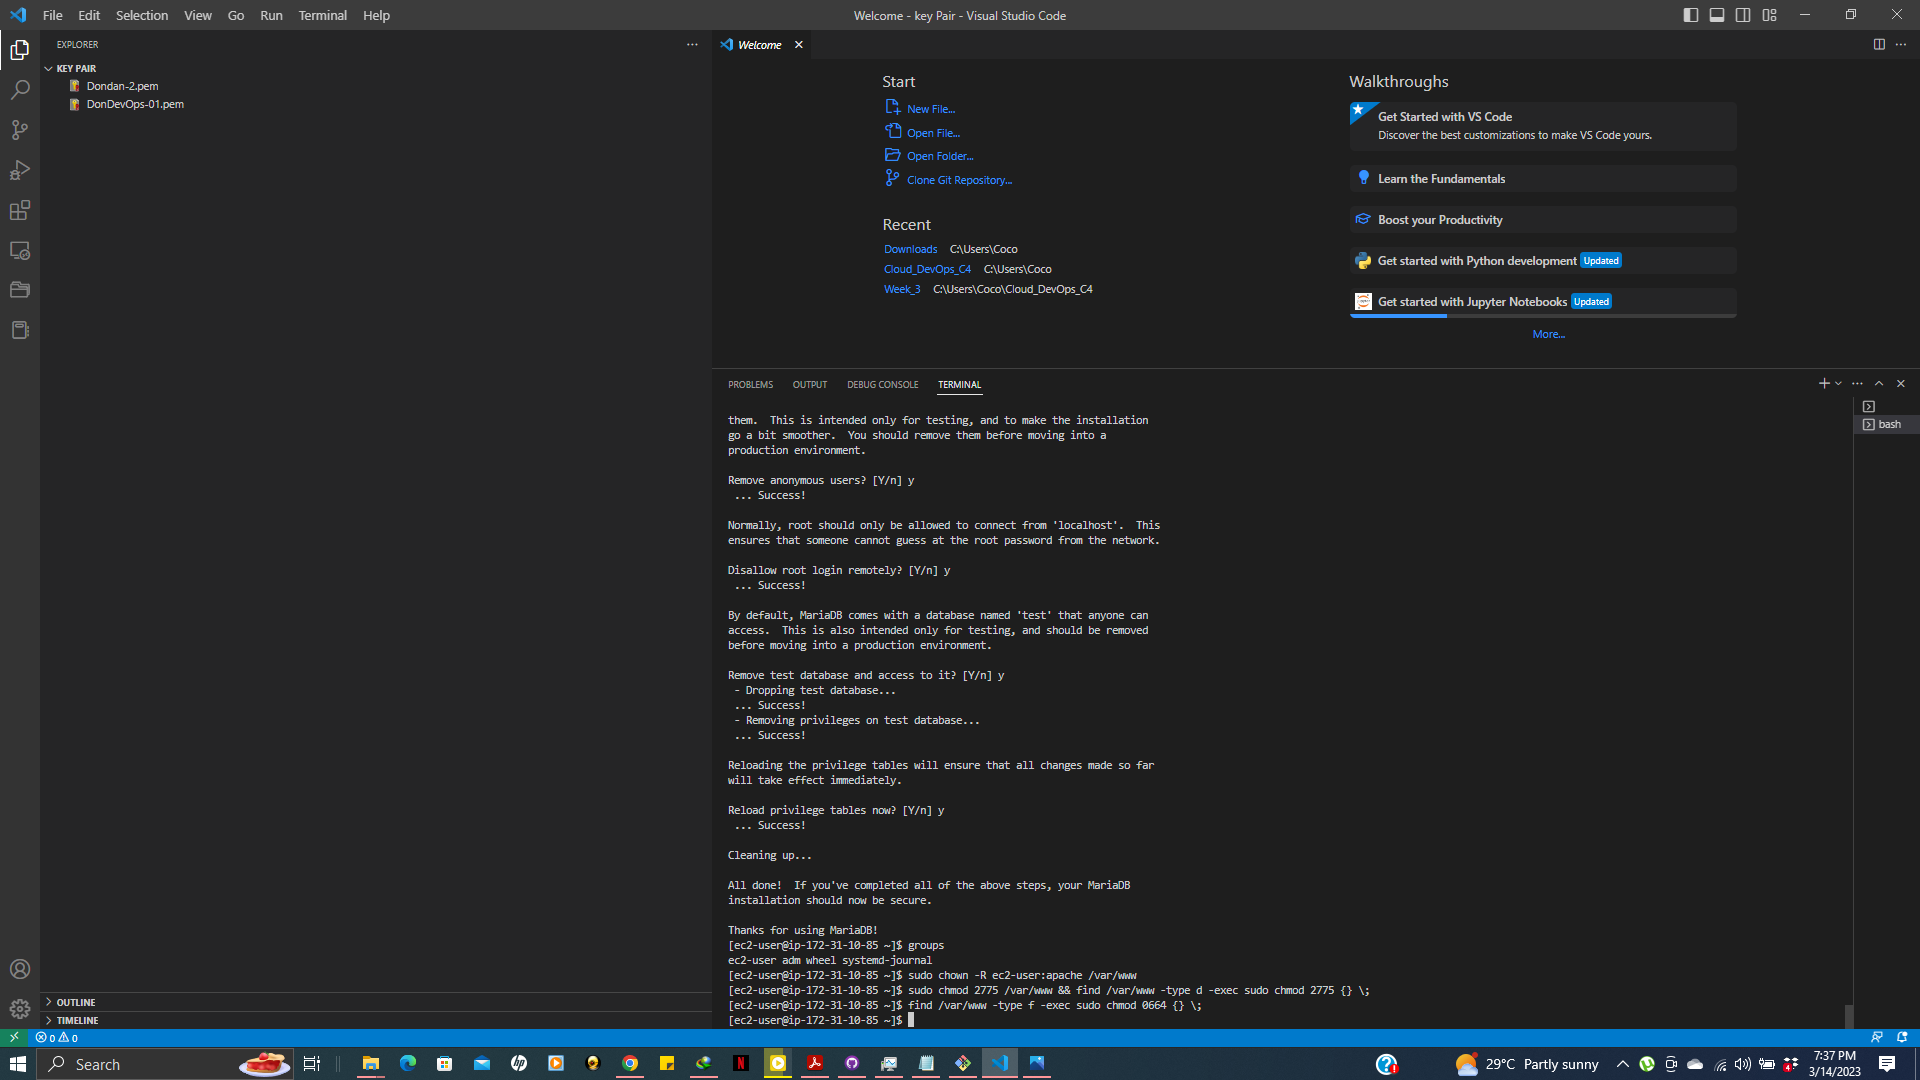 File Edit Selection View Go Run Terminal Help
Welcome - key Pair - Visual Studio Code
EXPLORER
KEY PAIR
Dondan-2.pem
DonDevOps-01.pem
OUTLINE
TIMELINE
Welcome
Start
New File...
Open File...
Open Folder...
Clone Git Repository...
Recent
Downloads C:\Users\Coco
Cloud_DevOps_C4 C:\Users\Coco
Week_3 C:\Users\Coco\Cloud_DevOps_C4
Walkthroughs
Get Started with VS Code
Discover the best customizations to make VS Code yours.
Learn the Fundamentals
Boost your Productivity
Get started with Python development Updated
Get started with Jupyter Notebooks Updated
More...
PROBLEMS OUTPUT DEBUG CONSOLE TERMINAL
bash
them.  This is intended only for testing, and to make the installation
go a bit smoother.  You should remove them before moving into a
production environment.
Remove anonymous users? [Y/n] y
... Success!
Normally, root should only be allowed to connect from 'localhost'.  This
ensures that someone cannot guess at the root password from the network.
Disallow root login remotely? [Y/n] y
... Success!
By default, MariaDB comes with a database named 'test' that anyone can
access.  This is also intended only for testing, and should be removed
before moving into a production environment.
Remove test database and access to it? [Y/n] y
- Dropping test database...
... Success!
- Removing privileges on test database...
... Success!
Reloading the privilege tables will ensure that all changes made so far
will take effect immediately.
Reload privilege tables now? [Y/n] y
... Success!
Cleaning up...
All done!  If you've completed all of the above steps, your MariaDB
installation should now be secure.
Thanks for using MariaDB!
[ec2-user@ip-172-31-10-85 ~]$ groups
ec2-user adm wheel systemd-journal
[ec2-user@ip-172-31-10-85 ~]$ sudo chown -R ec2-user:apache /var/www
[ec2-user@ip-172-31-10-85 ~]$ sudo chmod 2775 /var/www && find /var/www -type d -exec sudo chmod 2775 {} \;
[ec2-user@ip-172-31-10-85 ~]$ find /var/www -type f -exec sudo chmod 0664 {} \;
[ec2-user@ip-172-31-10-85 ~]$
0 0
Search
29°C Partly sunny
7:37 PM
3/14/2023